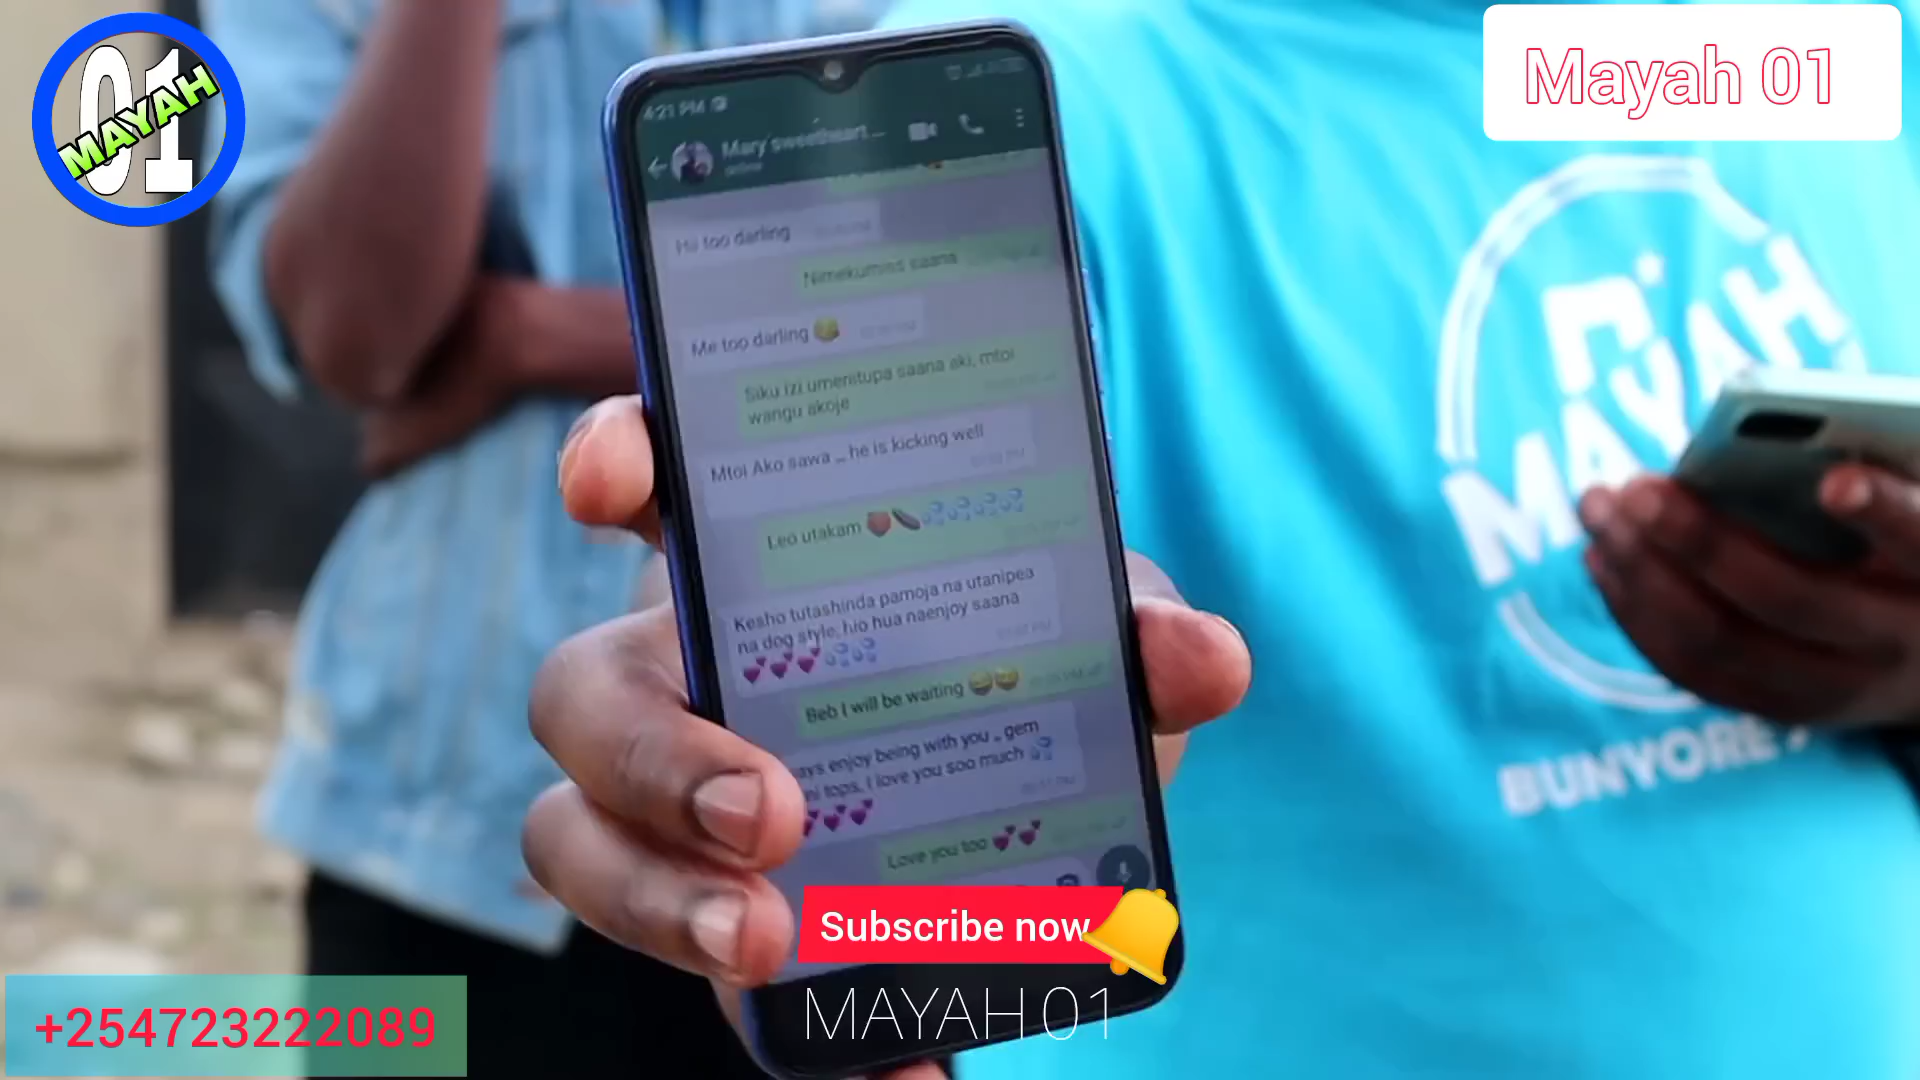 01
MAYAH
Mayah 01
4:21 PM
Mary sweetheart...
online
Hii too darling
Nimekumiss saana
Me too darling
Siku Izi umenitupa saana aki, mtoi
wangu akoje
Mtoi Ako sawa .. he is kicking well
Leo utakam
Kesho tutashinda pamoja na utanipea
na dog style, hio hua naenjoy saana
Beb I will be waiting
ays enjoy being with you .. gem
ni tops, I love you soo much
Love you too
MAYAH
BUNYORE
Subscribe now
MAYAH 01
+254723222089